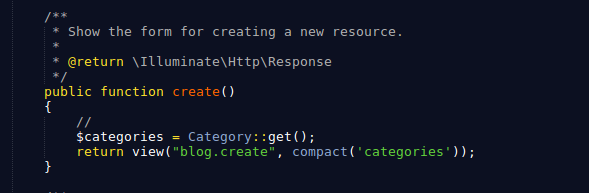 /**
 * Show the form for creating a new resource.
 *
 * @return \Illuminate\Http\Response
 */
public function create()
{
    //
    $categories = Category::get();
    return view("blog.create", compact('categories'));
}